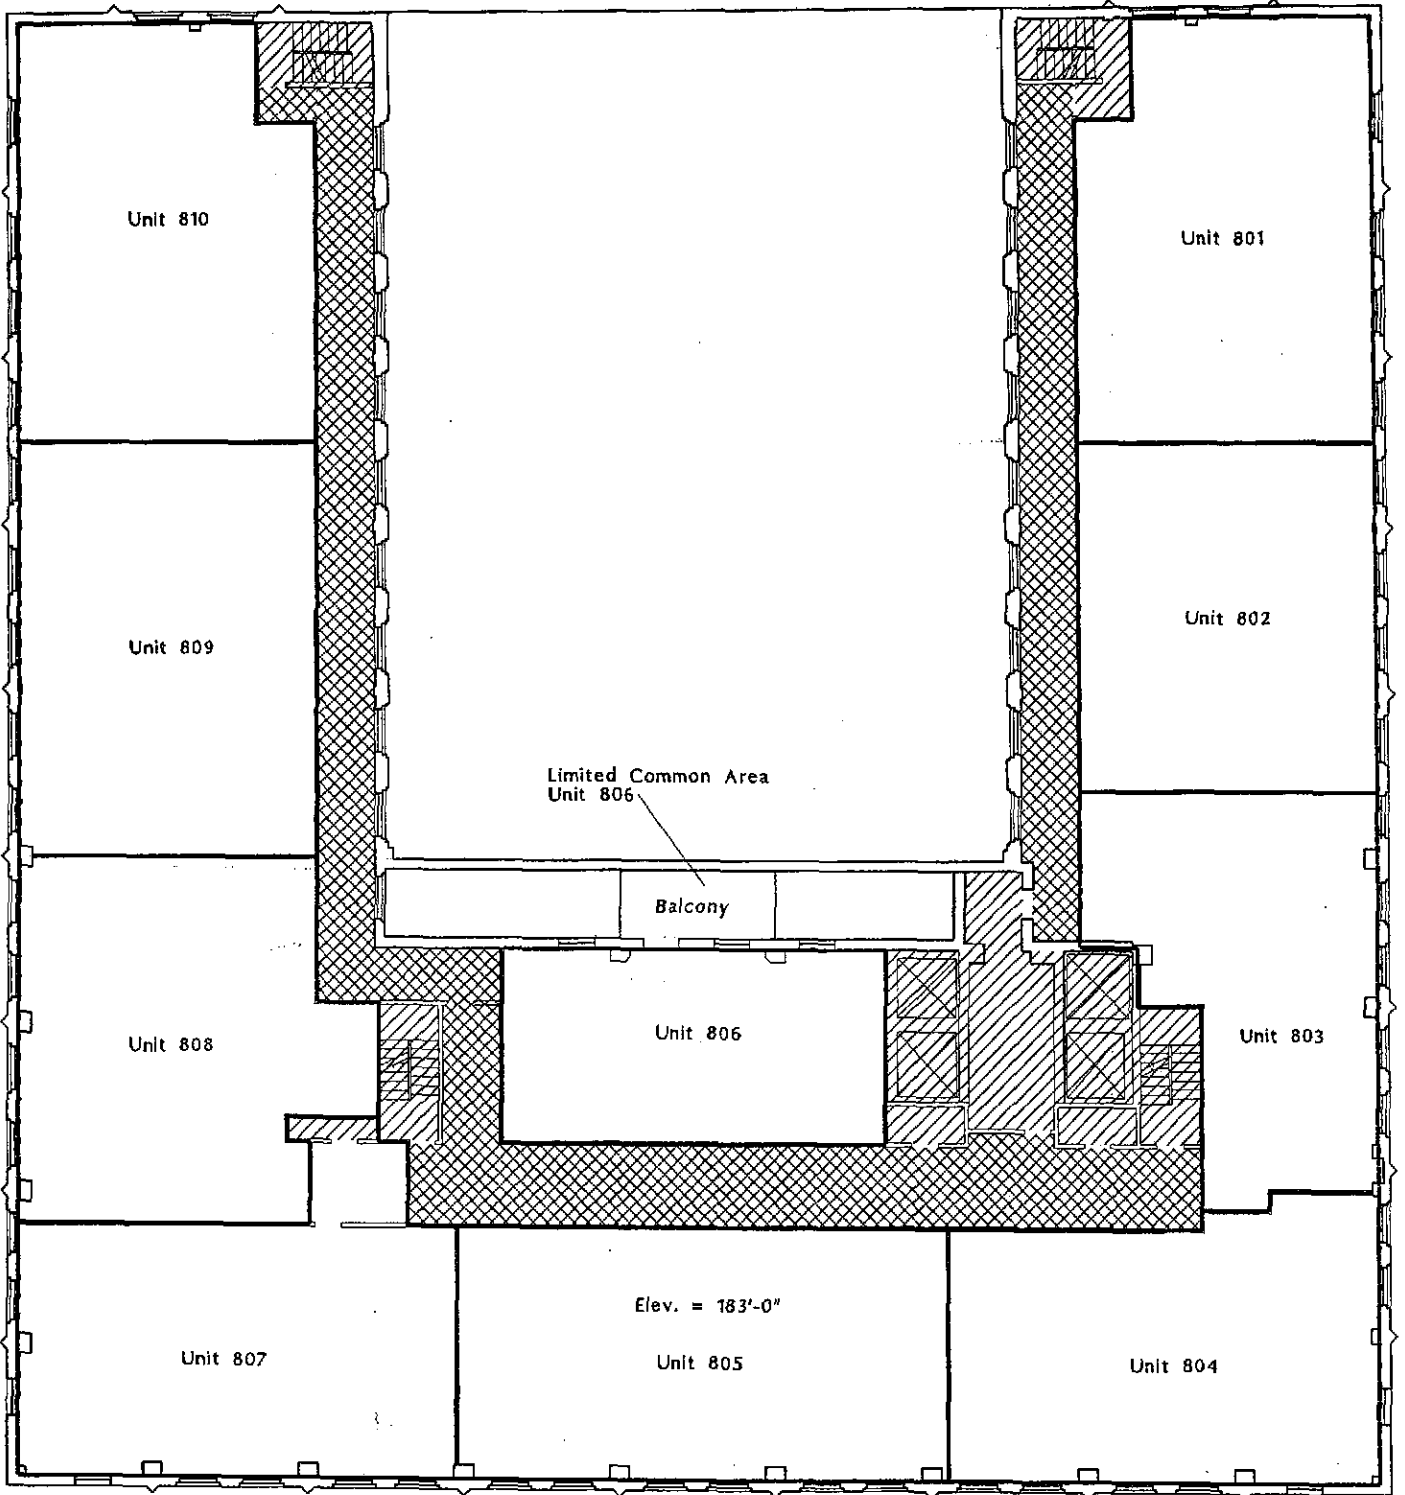 Unit 810
Unit 801
Unit 802
Unit 809
Limited Common Area
Unit 806
Balcony
Unit 806
Unit 803
Unit 808
Elev. = 183'-0"
Unit 807
Unit 805
Unit 804